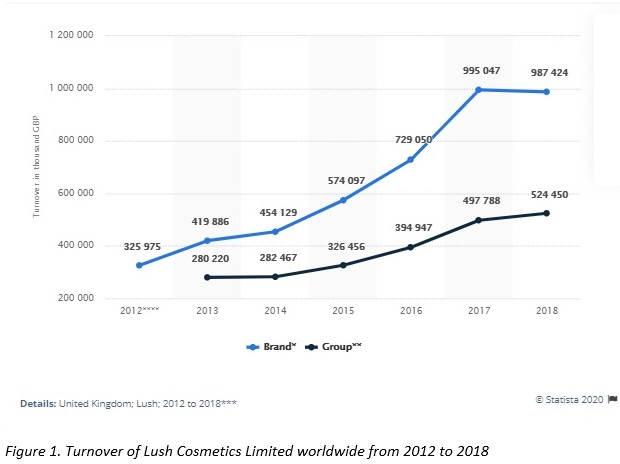 1 200 000
1 000 000
800 000
600 000
400 000
200 000
Turnover in thousand GBP
325 975
419 886
454 129
574 097
729 050
995 047
987 424
280 220
282 467
326 456
394 947
497 788
524 450
2012**** 2013 2014 2015 2016 2017 2018
Brand* Group**
Details: United Kingdom; Lush; 2012 to 2018***
© Statista 2020
Figure 1. Turnover of Lush Cosmetics Limited worldwide from 2012 to 2018